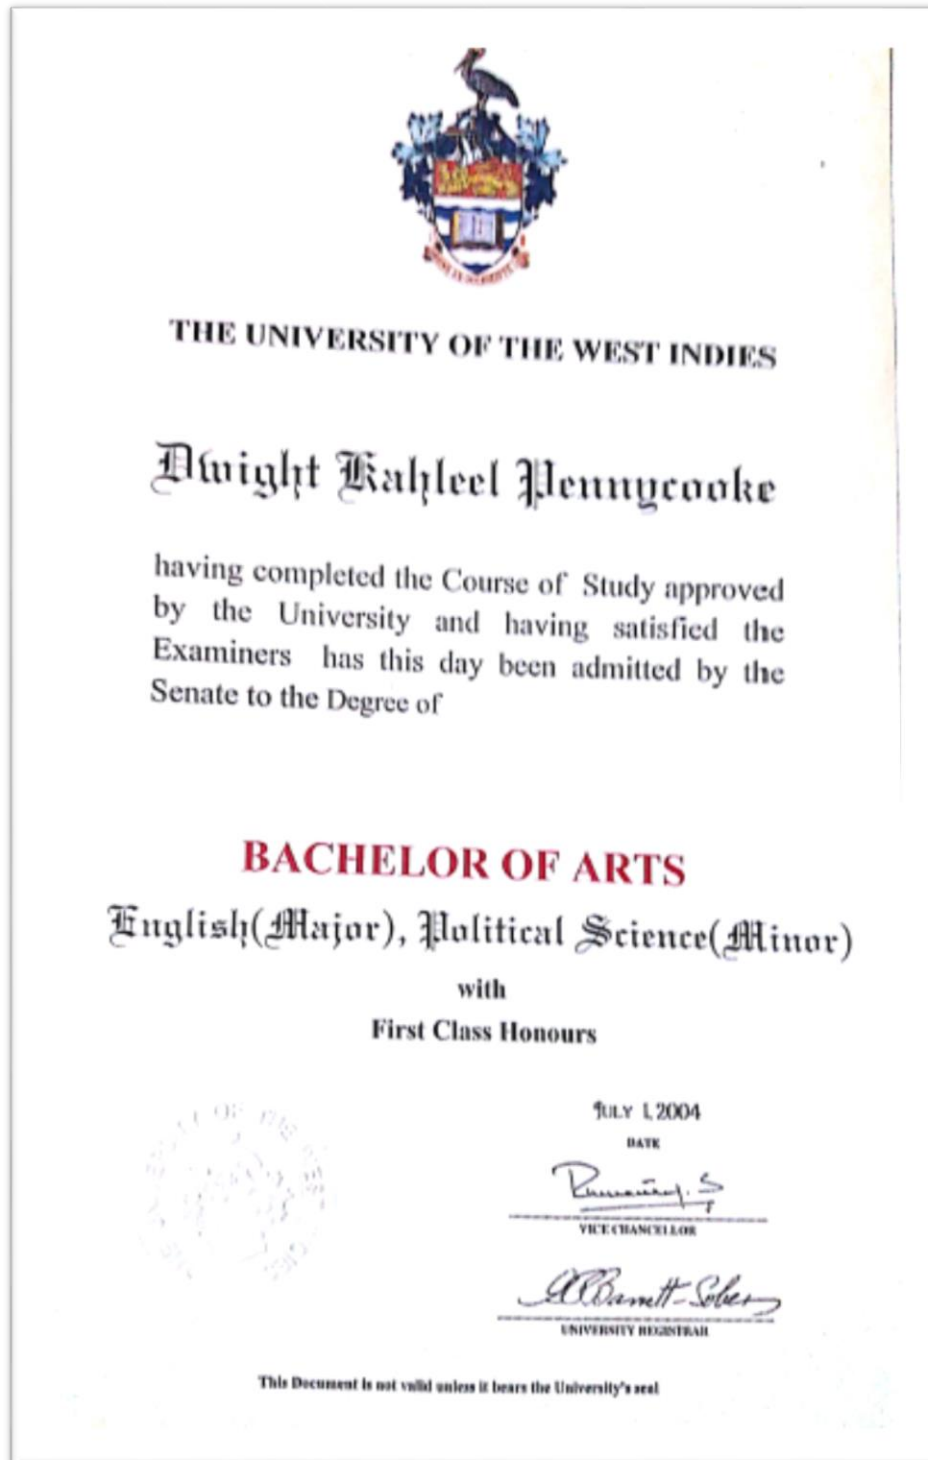 THE UNIVERSITY OF THE WEST INDIES
Dwight Kahleel Pennycooke
having completed the Course of Study approved
by the University and having satisfied the
Examiners has this day been admitted by the
Senate to the Degree of
BACHELOR OF ARTS
English(Major), Political Science(Minor)
with
First Class Honours
JULY 1, 2004
DATE
VICE CHANCELLOR
UNIVERSITY REGISTRAR
This Document is not valid unless it bears the University's seal